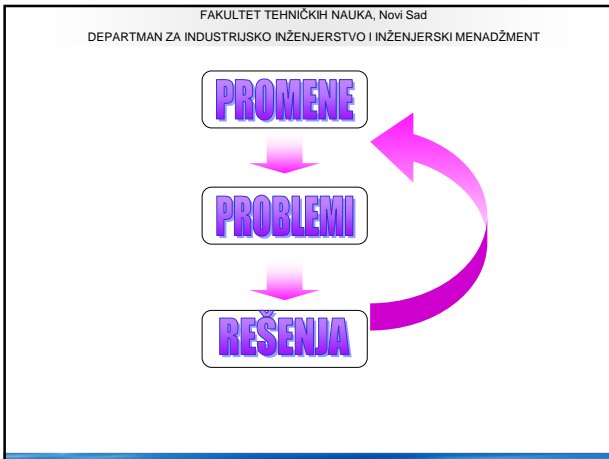 FAKULTET TEHNIČKIH NAUKA, Novi Sad
DEPARTMAN ZA INDUSTRIJSKO INŽENJERSTVO I INŽENJERSKI MENADŽMENT
PROMENE
PROBLEMI
REŠENJA